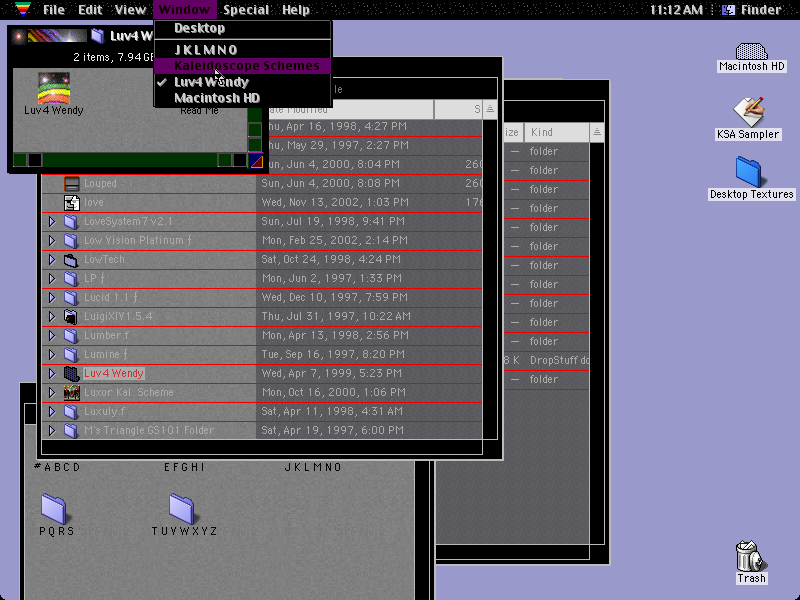 File Edit View Window Special Help 11:12 AM Finder
Desktop
JKLMNO
Kaleidoscope Schemes
✓ Luv4 Wendy
Macintosh HD
Luv4 W
2 items, 7.94 GB
Luv4 Wendy
Read Me
ate Modified S
Thu, Apr 16, 1998, 4:27 PM
Thu, May 29, 1997, 2:27 PM
Sun, Jun 4, 2000, 8:04 PM 260
Louped Sun, Jun 4, 2000, 8:08 PM 260
love Wed, Nov 13, 2002, 1:03 PM 176
LoveSystem7 v2.1 Sun, Jul 19, 1998, 9:41 PM
Low Vision Platinum ƒ Mon, Feb 25, 2002, 2:14 PM
LowTech Sat, Oct 24, 1998, 4:24 PM
LP ƒ Mon, Jun 2, 1997, 1:33 PM
Lucid 1.1 ƒ Wed, Dec 10, 1997, 7:59 PM
LuigiXIV1.5.4 Thu, Jul 31, 1997, 10:22 AM
Lumber.f Mon, Apr 13, 1998, 2:56 PM
Lumine ƒ Tue, Sep 16, 1997, 8:20 PM
Luv4 Wendy Wed, Apr 7, 1999, 5:23 PM
Luxor Kal. Scheme Mon, Oct 16, 2000, 1:06 PM
Luxuly.f Sat, Apr 11, 1998, 4:31 AM
M's Triangle GS101 Folder Sat, Apr 19, 1997, 6:00 PM
ize Kind
— folder
— folder
— folder
— folder
— folder
— folder
— folder
— folder
— folder
— folder
— folder
8 K DropStuff do
— folder
#ABCD
EFGHI
JKLMNO
PQRS
TUVWXYZ
Macintosh HD
KSA Sampler
Desktop Textures
Trash